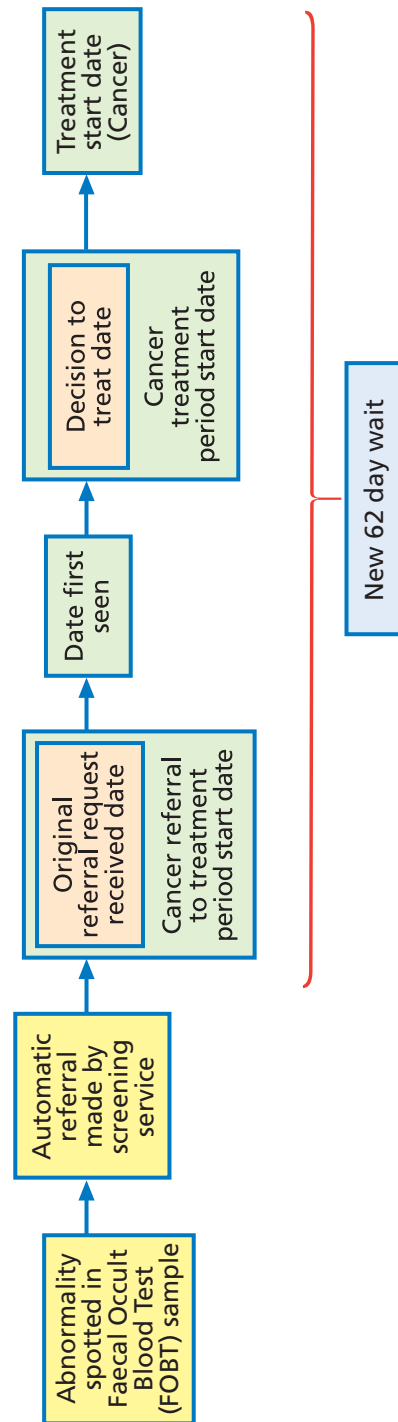 Abnormality
spotted in
Faecal Occult
Blood Test
(FOBT) sample
Automatic
referral
made by
screening
service
Original
referral request
received date
Cancer referral
to treatment
period start date
Date first
seen
Decision to
treat date
Cancer
treatment
period start date
Treatment
start date
(Cancer)
New 62 day wait